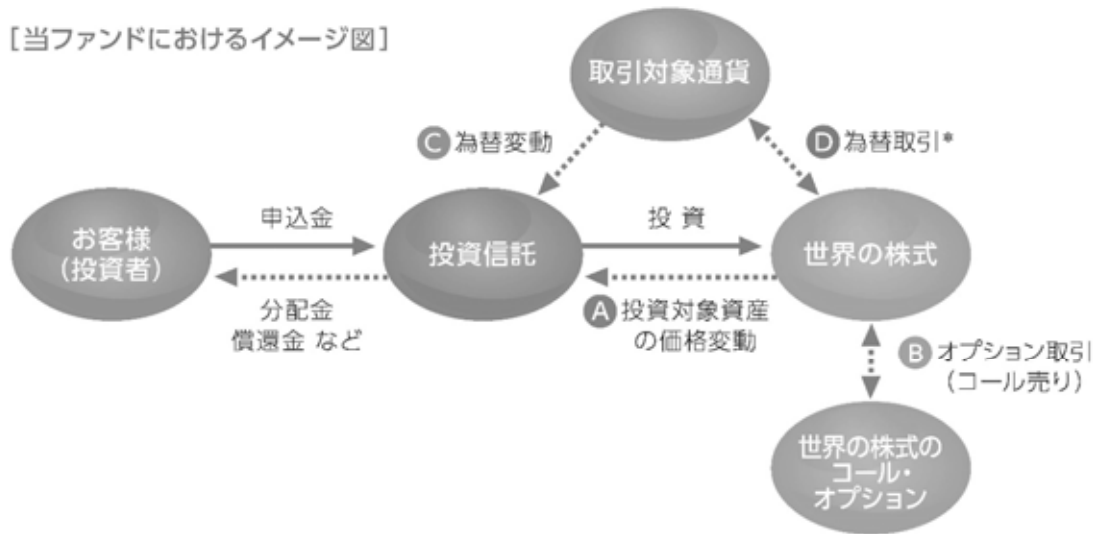 [当ファンドにおけるイメージ図]
取引対象通貨
C 為替変動
D 為替取引*
お客様
(投資者)
申込金
投資信託
投 資
世界の株式
分配金
償還金 など
A 投資対象資産
の価格変動
B オプション取引
(コール売り)
世界の株式の
コール・
オプション